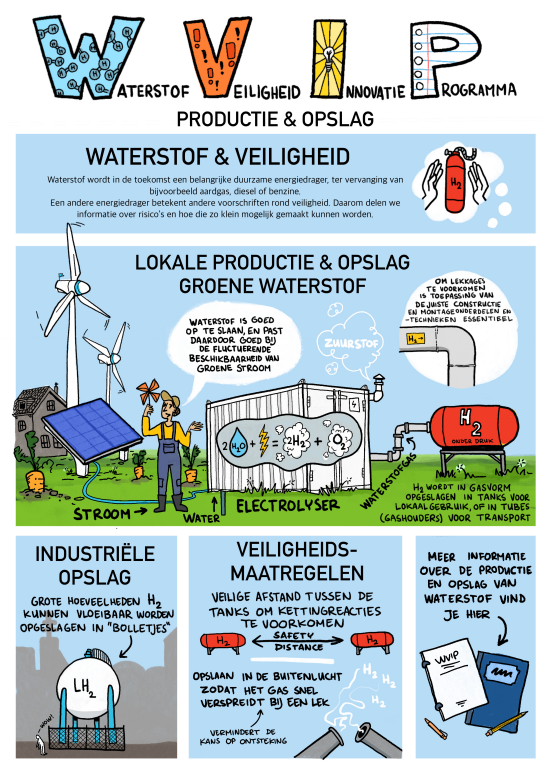 WATERSTOF VEILIGHEID INNOVATIE PROGRAMMA
PRODUCTIE & OPSLAG
WATERSTOF & VEILIGHEID
Waterstof wordt in de toekomst een belangrijke duurzame energiedrager, ter vervanging van
bijvoorbeeld aardgas, diesel of benzine.
Een andere energiedrager betekent andere voorschriften rond veiligheid. Daarom delen we
informatie over risico's en hoe die zo klein mogelijk gemaakt kunnen worden.
H2
LOKALE PRODUCTIE & OPSLAG
GROENE WATERSTOF
OM LEKKAGES
TE VOORKOMEN
IS TOEPASSING VAN
DE JUISTE CONSTRUCTIE
EN MONTAGEONDERDELEN EN
-TECHNIEKEN ESSENTIEEL
H2→
WATERSTOF IS GOED
OP TE SLAAN, EN PAST
DAARDOOR GOED BIJ
DE FLUCTUERENDE
BESCHIKBAARHEID VAN
GROENE STROOM
ZUURSTOF
2 H2O + = 2H2 + O2
H2
ONDER DRUK
STROOM
WATER
ELECTROLYSER
WATERSTOFGAS
H2 WORDT IN GASVORM
OPGESLAGEN IN TANKS VOOR
LOKAALGEBRUIK, OF IN TUBES
(GASHOUDERS) VOOR TRANSPORT
INDUSTRIËLE
OPSLAG
GROTE HOEVEELHEDEN H2
KUNNEN VLOEIBAAR WORDEN
OPGESLAGEN IN "BOLLETJES"
LH2
WOW!
VEILIGHEIDS-
MAATREGELEN
VEILIGE AFSTAND TUSSEN DE
TANKS OM KETTINGREACTIES
TE VOORKOMEN
H2
SAFETY
DISTANCE
H2
OPSLAAN IN DE BUITENLUCHT
ZODAT HET GAS SNEL
VERSPREIDT BIJ EEN LEK
VERMINDERT DE
KANS OP ONTSTEKING
H2
H2
H2
MEER INFORMATIE
OVER DE PRODUCTIE
EN OPSLAG VAN
WATERSTOF VIND
JE HIER
WVIP